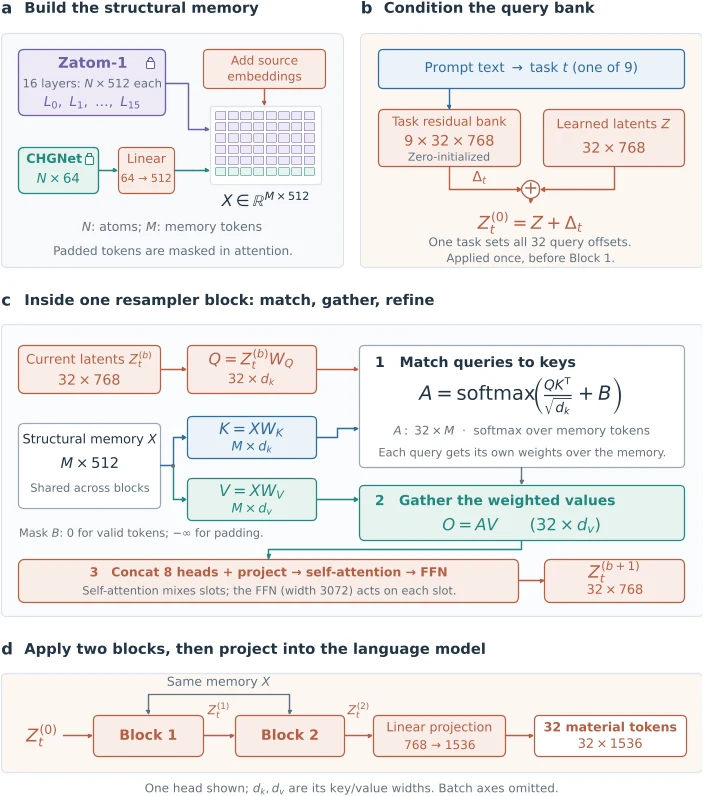 a Build the structural memory
Zatom-1
16 layers: N × 512 each
L₀, L₁, …, L₁₅
Add source
embeddings
CHGNet
N × 64
Linear
64 → 512
X ∈ ℝ^{M × 512}
N: atoms; M: memory tokens
Padded tokens are masked in attention.
b Condition the query bank
Prompt text → task t (one of 9)
Task residual bank
9 × 32 × 768
Zero-initialized
Learned latents Z
32 × 768
Δₜ
+
Zₜ^{(0)} = Z + Δₜ
One task sets all 32 query offsets.
Applied once, before Block 1.
c Inside one resampler block: match, gather, refine
Current latents Zₜ^{(b)}
32 × 768
Q = Zₜ^{(b)}W_Q
32 × dₖ
Structural memory X
M × 512
Shared across blocks
K = XW_K
M × dₖ
V = XW_V
M × dᵥ
Mask B: 0 for valid tokens; −∞ for padding.
1 Match queries to keys
A = softmax(QK^⊤/√dₖ + B)
A: 32 × M · softmax over memory tokens
Each query gets its own weights over the memory.
2 Gather the weighted values
O = AV (32 × dᵥ)
3 Concat 8 heads + project → self-attention → FFN
Self-attention mixes slots; the FFN (width 3072) acts on each slot.
Zₜ^{(b + 1)}
32 × 768
d Apply two blocks, then project into the language model
Same memory X
Zₜ^{(0)}
Block 1
Zₜ^{(1)}
Block 2
Zₜ^{(2)}
Linear projection
768 → 1536
32 material tokens
32 × 1536
One head shown; dₖ, dᵥ are its key/value widths. Batch axes omitted.